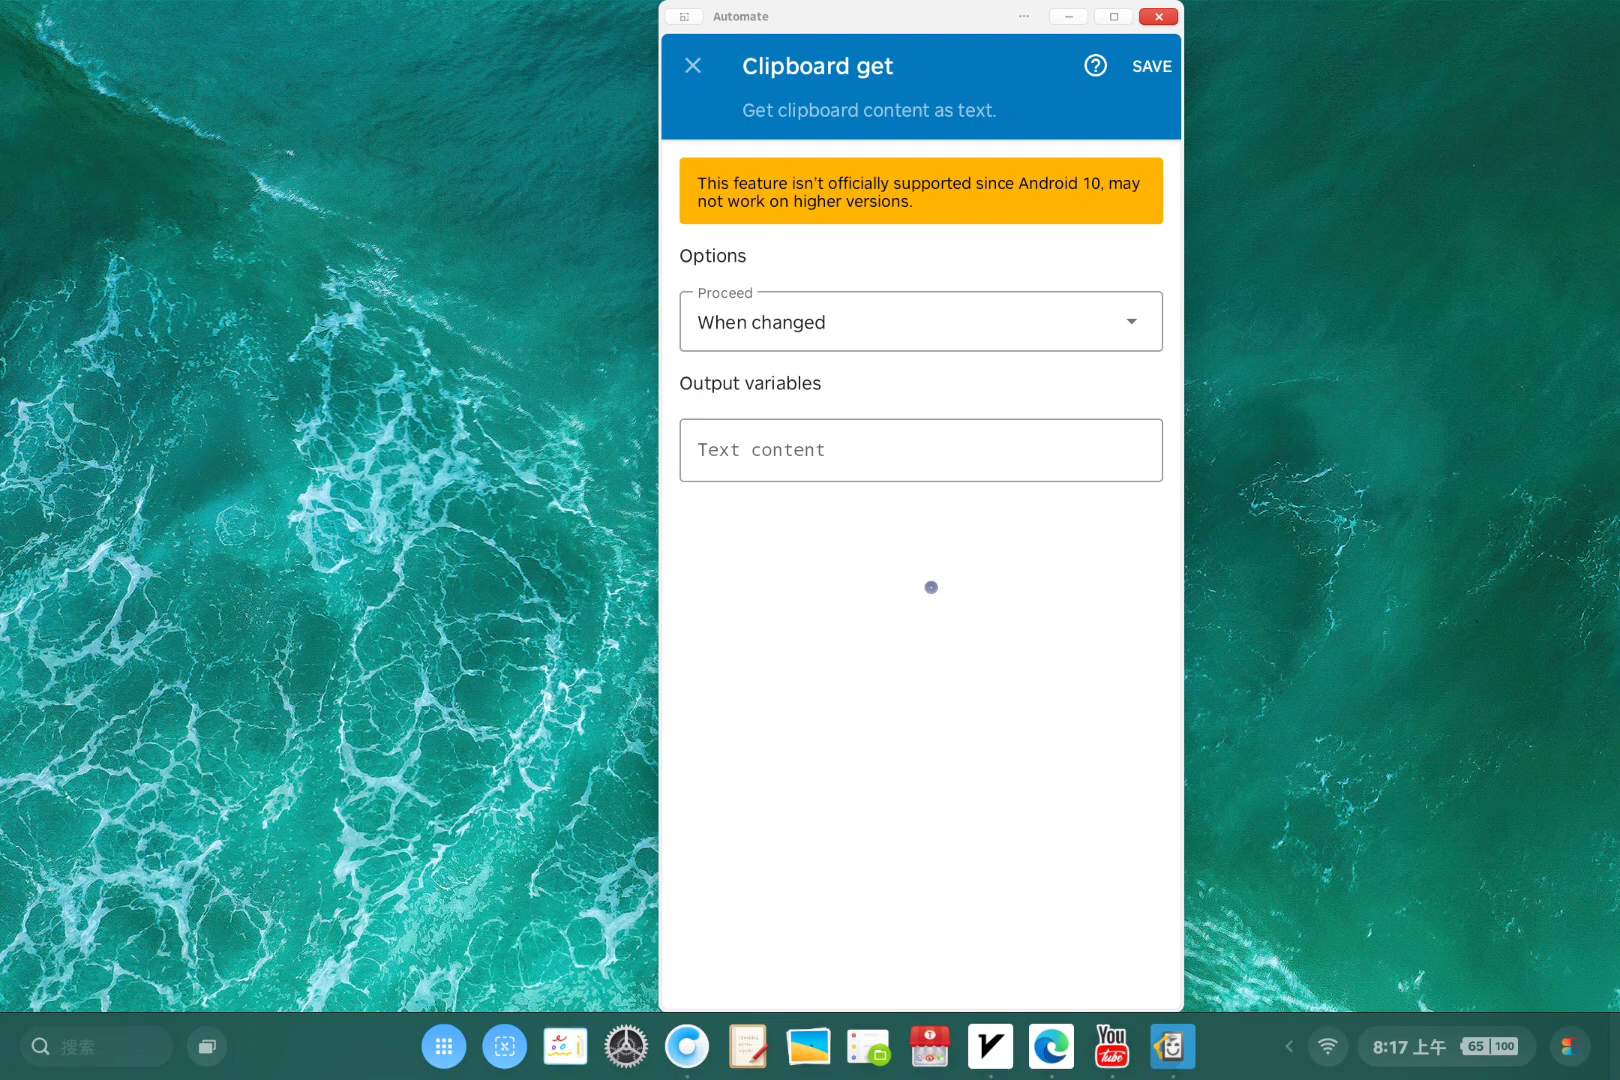 Automate
Clipboard get
SAVE
Get clipboard content as text.
This feature isn't officially supported since Android 10, may
not work on higher versions.
Options
Proceed
When changed
Output variables
Text content
搜索
You
Tube
8:17 上午
65 100